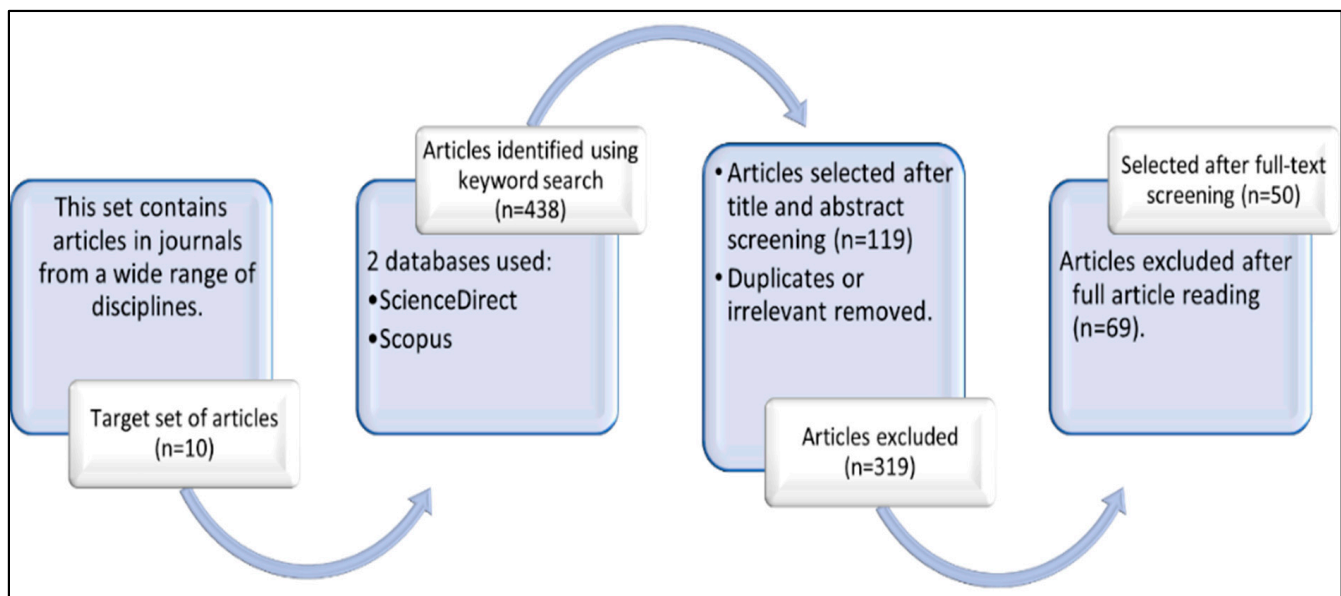 This set contains
articles in journals
from a wide range of
disciplines.
Target set of articles
(n=10)
Articles identified using
keyword search
(n=438)
2 databases used:
•ScienceDirect
•Scopus
•Articles selected after
title and abstract
screening (n=119)
•Duplicates or
irrelevant removed.
Articles excluded
(n=319)
Selected after full-text
screening (n=50)
Articles excluded after
full article reading
(n=69).